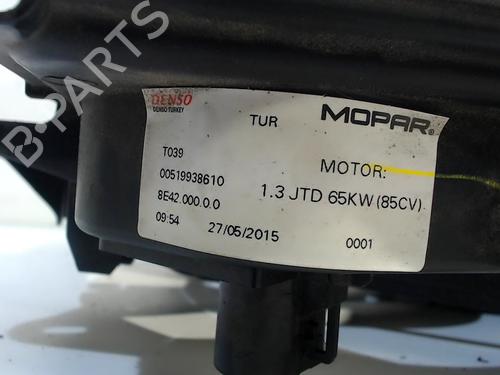 DENSO
DENSO TURKEY
TUR
MOPAR®
T039
MOTOR:
00519938610
1.3 JTD 65KW(85CV)
8E42.000.0.0
09:54
27/05/2015
0001
B-PARTS